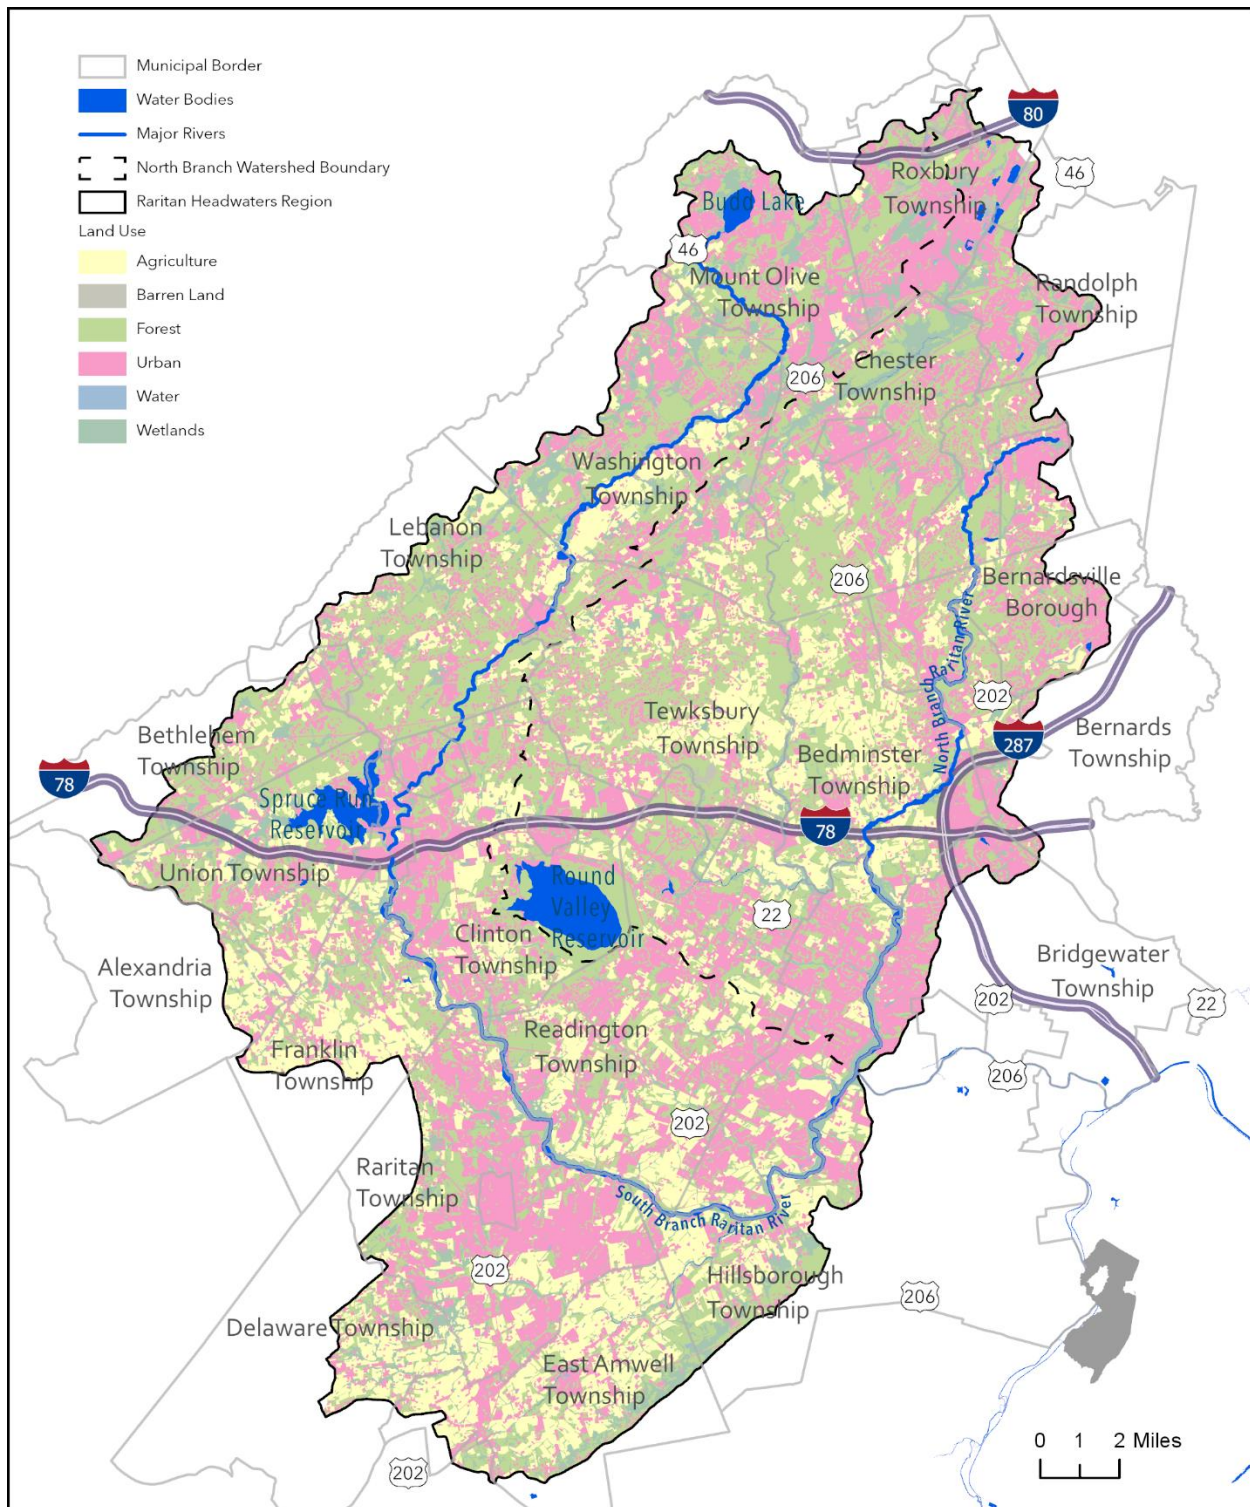 Municipal Border
Water Bodies
Major Rivers
North Branch Watershed Boundary
Raritan Headwaters Region
Land Use
Agriculture
Barren Land
Forest
Urban
Water
Wetlands
80
46
Roxbury
Township
Budd Lake
46
Mount Olive
Township
Randolph
Township
206
Chester
Township
Washington
Township
Lebanon
Township
206
Bernardsville
Borough
North Branch Raritan River
202
Tewksbury
Township
Bethlehem
Township
287
Bernards
Township
Bedminster
Township
78
Spruce Run
Reservoir
78
Union Township
Round
Valley
Reservoir
22
Clinton
Township
Alexandria
Township
Bridgewater
Township
202
22
Readington
Township
Franklin
Township
206
202
Raritan
Township
South Branch Raritan River
202
Hillsborough
Township
206
Delaware Township
East Amwell
Township
202
0 1 2 Miles